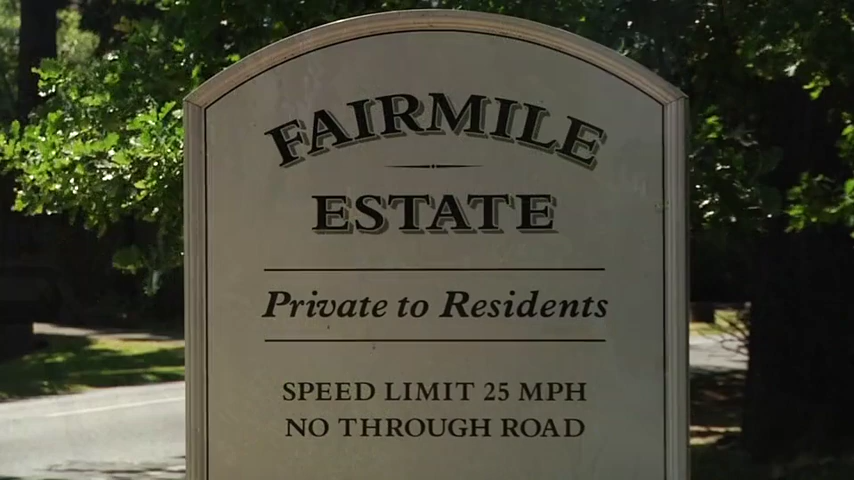 FAIRMILE
ESTATE
Private to Residents
SPEED LIMIT 25 MPH
NO THROUGH ROAD